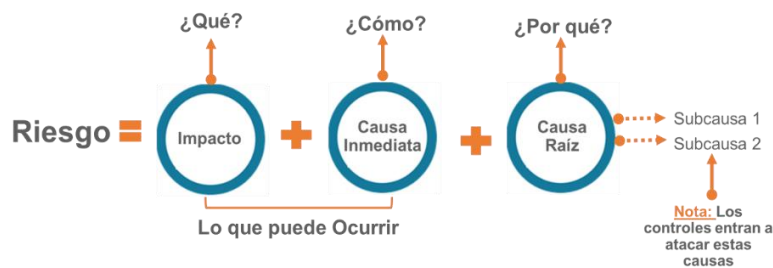 ¿Qué?
¿Cómo?
¿Por qué?
Riesgo = Impacto + Causa Inmediata + Causa Raíz
Subcausa 1
Subcausa 2
Lo que puede Ocurrir
Nota: Los
controles entran a
atacar estas
causas